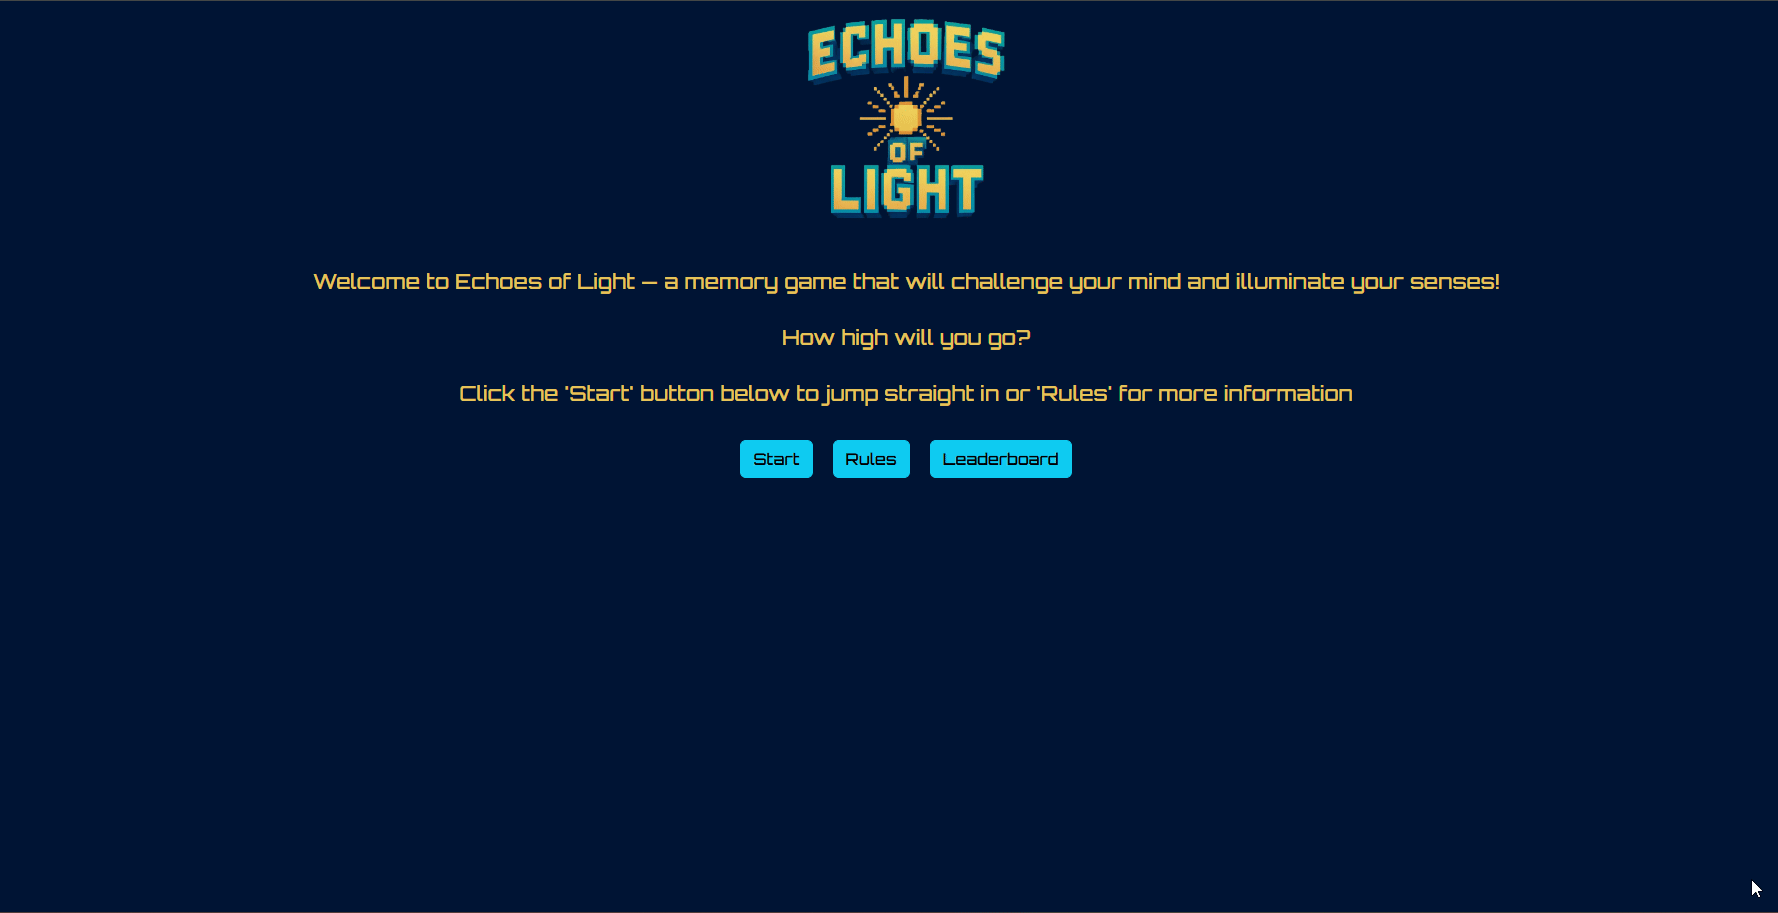 ECHOES
OF
LIGHT
Welcome to Echoes of Light – a memory game that will challenge your mind and illuminate your senses!
How high will you go?
Click the 'Start' button below to jump straight in or 'Rules' for more information
Start Rules Leaderboard